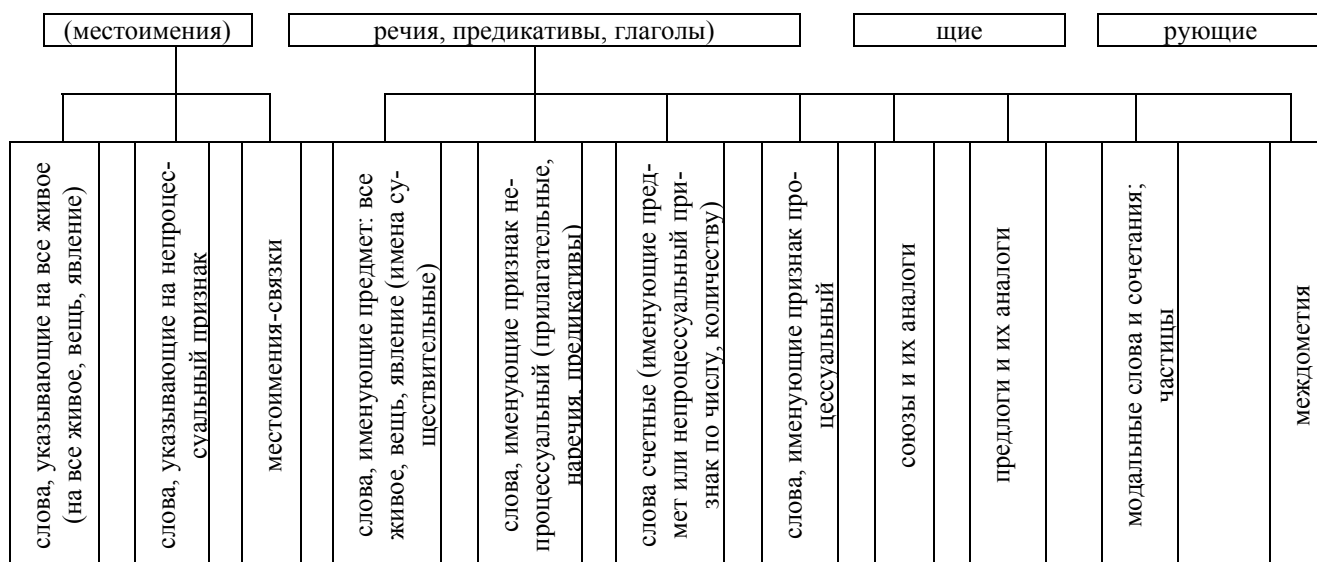 (местоимения)
речия, предикативы, глаголы)
щие
рующие
слова, указывающие на все живое
(на все живое, вещь, явление)
слова, указывающие на непроцес-
суальный признак
местоимения-связки
слова, именующие предмет: все
живое, вещь, явление (имена су-
ществительные)
слова, именующие признак не-
процессуальный (прилагательные,
наречия, предикативы)
слова счетные (именующие пред-
мет или непроцессуальный при-
знак по числу, количеству)
слова, именующие признак про-
цессуальный
союзы и их аналоги
предлоги и их аналоги
модальные слова и сочетания;
частицы
междометия